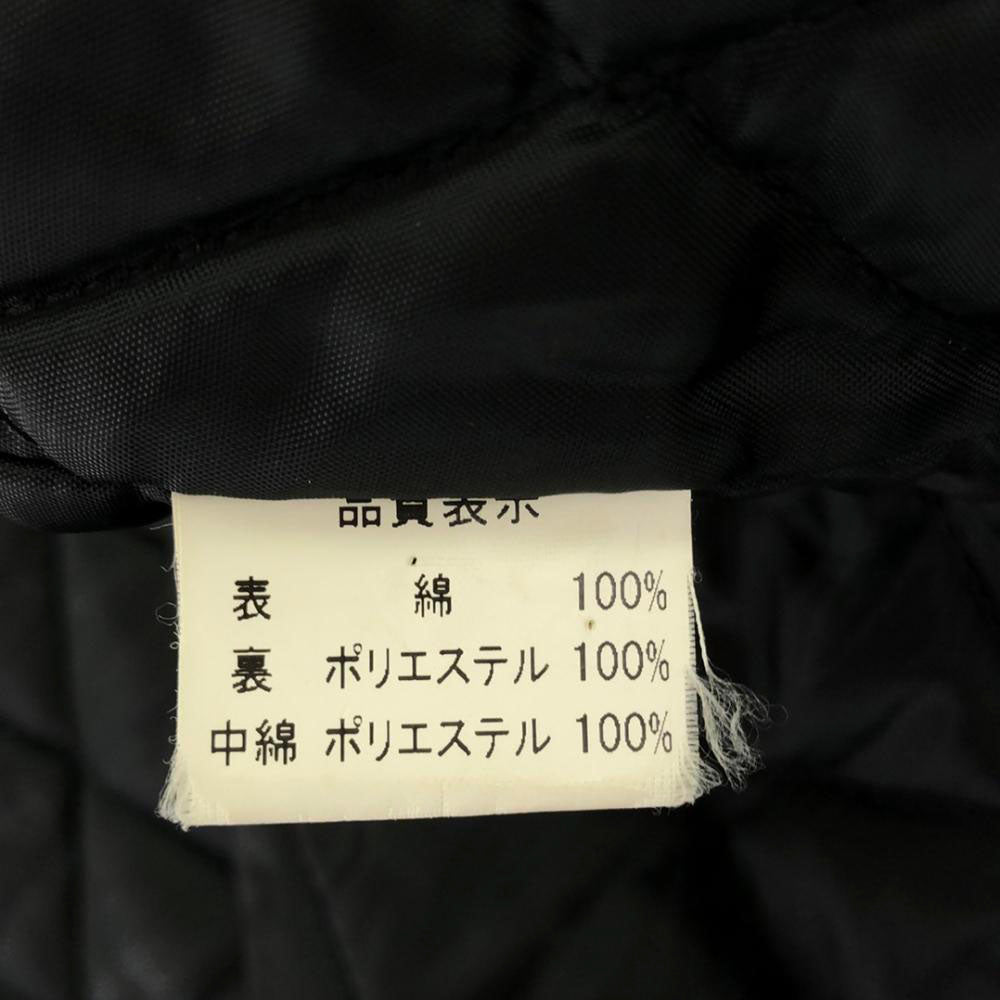 品質表示
表 綿 100%
裏 ポリエステル 100%
中綿 ポリエステル 100%